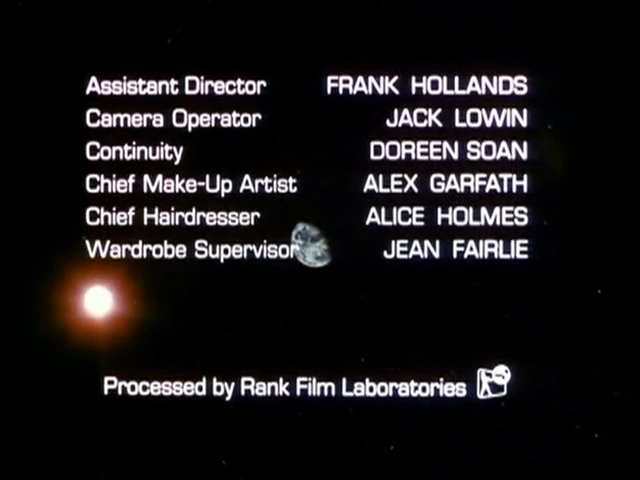 Assistant Director FRANK HOLLANDS
Camera Operator JACK LOWIN
Continuity DOREEN SOAN
Chief Make-Up Artist ALEX GARFATH
Chief Hairdresser ALICE HOLMES
Wardrobe Supervisor JEAN FAIRLIE
Processed by Rank Film Laboratories